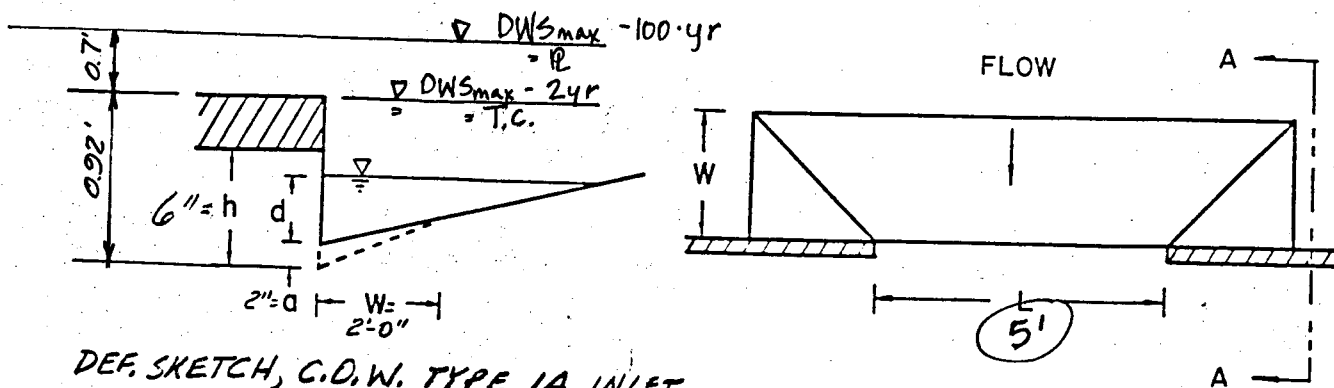 ▽ DWSmax - 100-yr
= ℙL
0.7'
▽ DWSmax - 2yr
= T.C.
0.92'
6" = h
d
2" = a
W =
2'-0"
DEF. SKETCH, C.O.W. TYPE 1A INLET
FLOW
A
W
L
5'
A